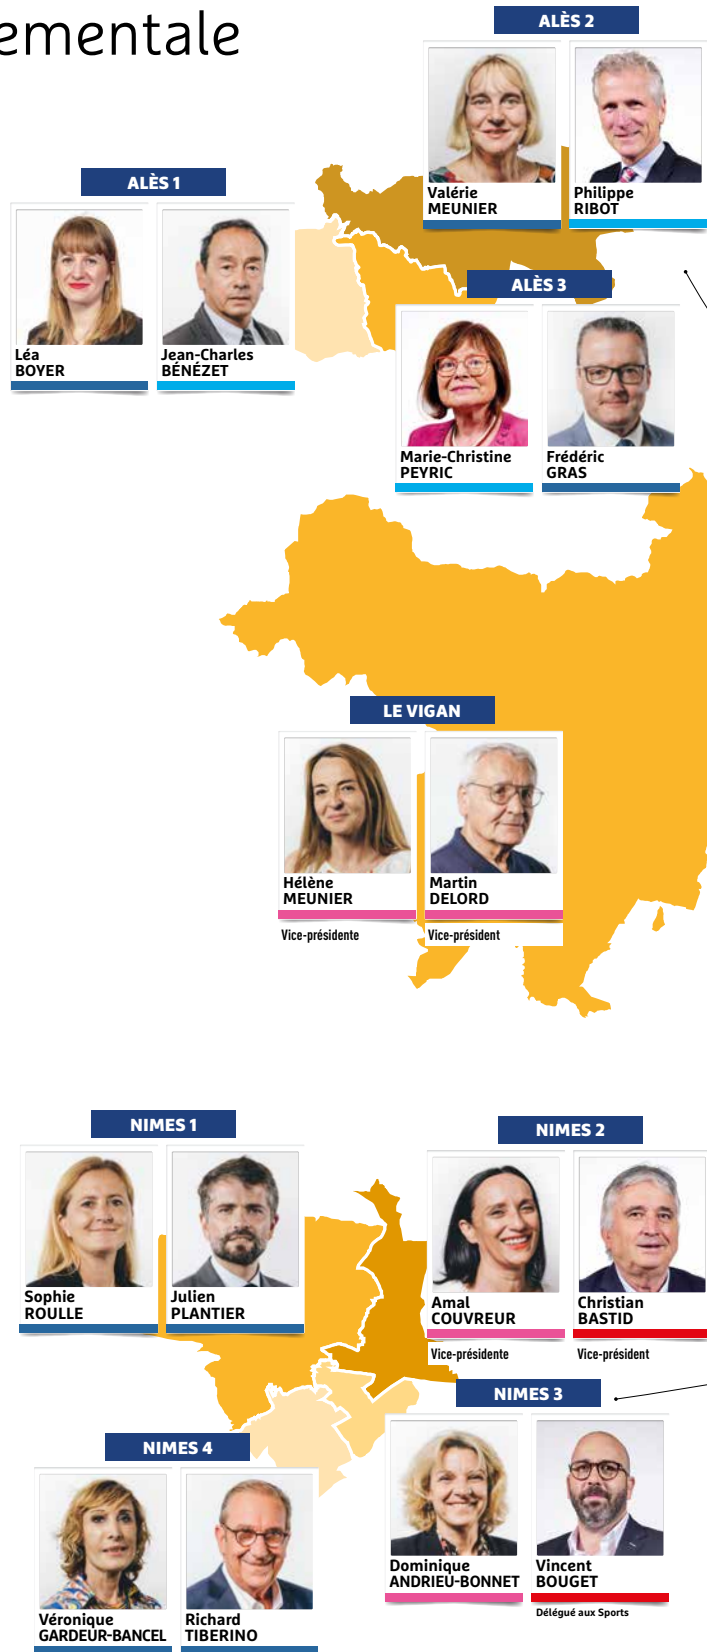 ementale
ALÈS 2
Valérie
MEUNIER
Philippe
RIBOT
ALÈS 1
Léa
BOYER
Jean-Charles
BÉNÉZET
ALÈS 3
Marie-Christine
PEYRIC
Frédéric
GRAS
LE VIGAN
Hélène
MEUNIER
Vice-présidente
Martin
DELORD
Vice-président
NIMES 1
Sophie
ROULLE
Julien
PLANTIER
NIMES 2
Amal
COUVREUR
Vice-présidente
Christian
BASTID
Vice-président
NIMES 3
Dominique
ANDRIEU-BONNET
Vincent
BOUGET
Délégué aux Sports
NIMES 4
Véronique
GARDEUR-BANCEL
Richard
TIBERINO